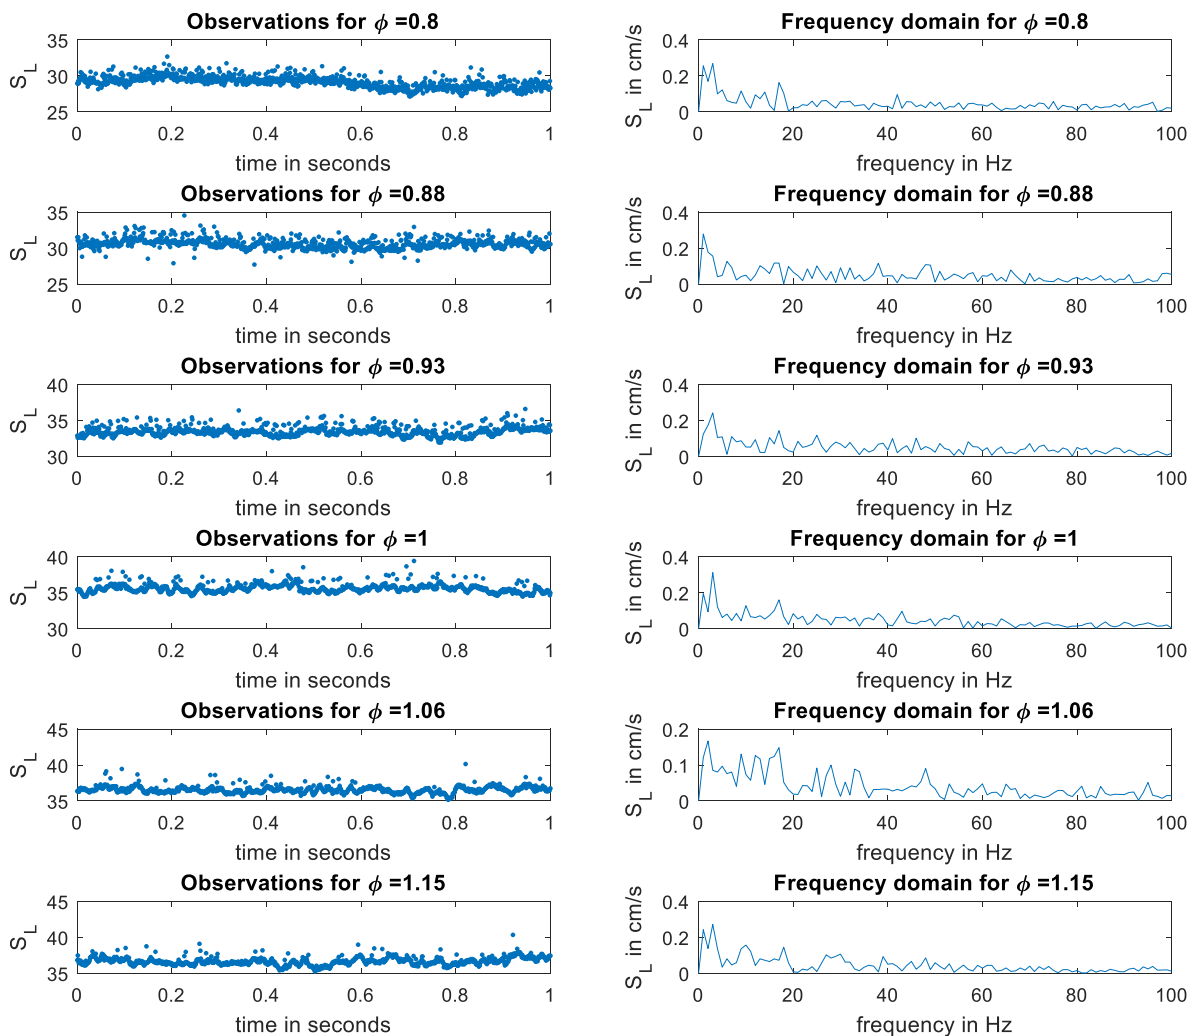 Observations for ϕ =0.8
35
30
25
S_L
0 0.2 0.4 0.6 0.8 1
time in seconds
Frequency domain for ϕ =0.8
0.4
0.2
0
S_L in cm/s
0 20 40 60 80 100
frequency in Hz
Observations for ϕ =0.88
35
30
25
S_L
0 0.2 0.4 0.6 0.8 1
time in seconds
Frequency domain for ϕ =0.88
0.4
0.2
0
S_L in cm/s
0 20 40 60 80 100
frequency in Hz
Observations for ϕ =0.93
40
35
30
S_L
0 0.2 0.4 0.6 0.8 1
time in seconds
Frequency domain for ϕ =0.93
0.4
0.2
0
S_L in cm/s
0 20 40 60 80 100
frequency in Hz
Observations for ϕ =1
40
35
30
S_L
0 0.2 0.4 0.6 0.8 1
time in seconds
Frequency domain for ϕ =1
0.4
0.2
0
S_L in cm/s
0 20 40 60 80 100
frequency in Hz
Observations for ϕ =1.06
45
40
35
S_L
0 0.2 0.4 0.6 0.8 1
time in seconds
Frequency domain for ϕ =1.06
0.2
0.1
0
S_L in cm/s
0 20 40 60 80 100
frequency in Hz
Observations for ϕ =1.15
45
40
35
S_L
0 0.2 0.4 0.6 0.8 1
time in seconds
Frequency domain for ϕ =1.15
0.4
0.2
0
S_L in cm/s
0 20 40 60 80 100
frequency in Hz